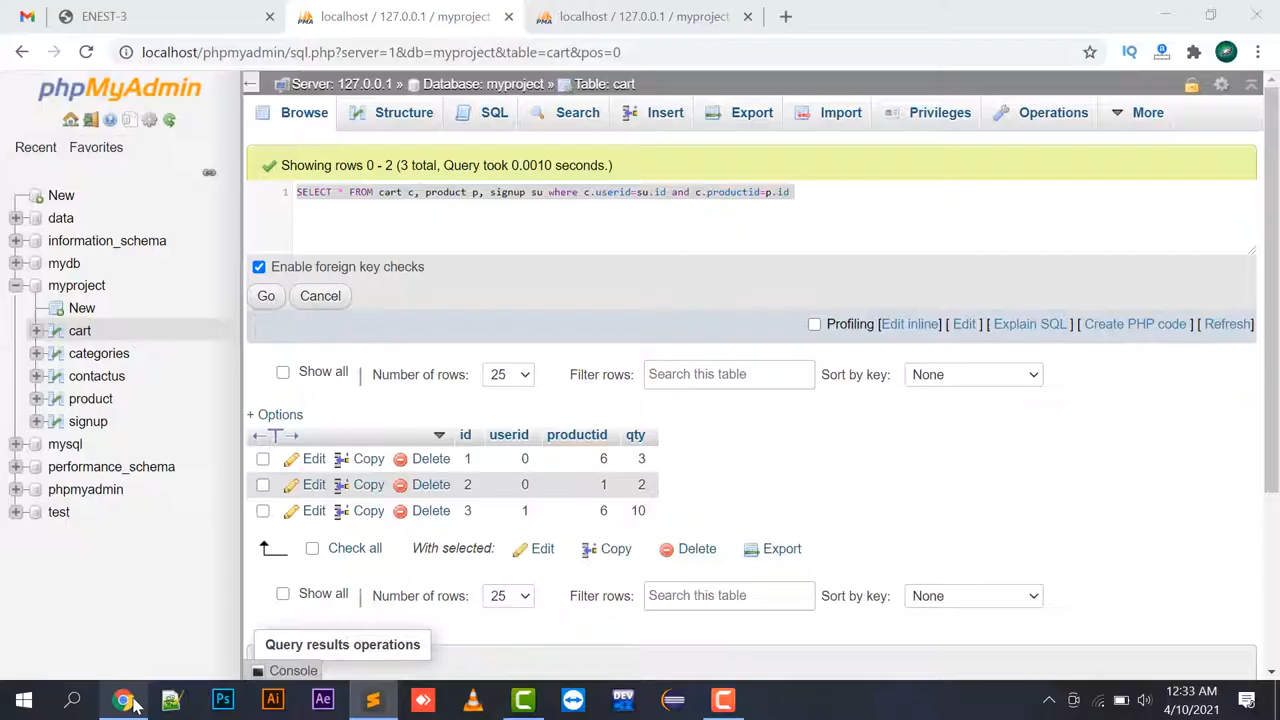 ENEST-3
localhost / 127.0.0.1 / myproject
localhost / 127.0.0.1 / myproject
localhost/phpmyadmin/sql.php?server=1&db=myproject&table=cart&pos=0
IQ
phpMyAdmin
Recent Favorites
New
data
information_schema
mydb
myproject
New
cart
categories
contactus
product
signup
mysql
performance_schema
phpmyadmin
test
Server: 127.0.0.1 » Database: myproject » Table: cart
Browse Structure SQL Search Insert Export Import Privileges Operations More
Showing rows 0 - 2 (3 total, Query took 0.0010 seconds.)
1 SELECT * FROM cart c, product p, signup su where c.userid=su.id and c.productid=p.id
Enable foreign key checks
Go Cancel
Profiling [Edit inline] [ Edit ] [ Explain SQL ] [ Create PHP code ] [ Refresh]
Show all | Number of rows: 25 Filter rows: Search this table Sort by key: None
+ Options
←T→ id userid productid qty
Edit Copy Delete 1 0 6 3
Edit Copy Delete 2 0 1 2
Edit Copy Delete 3 1 6 10
Check all With selected: Edit Copy Delete Export
Show all | Number of rows: 25 Filter rows: Search this table Sort by key: None
Query results operations
Console
Ps Ai Ae DEV
12:33 AM
4/10/2021